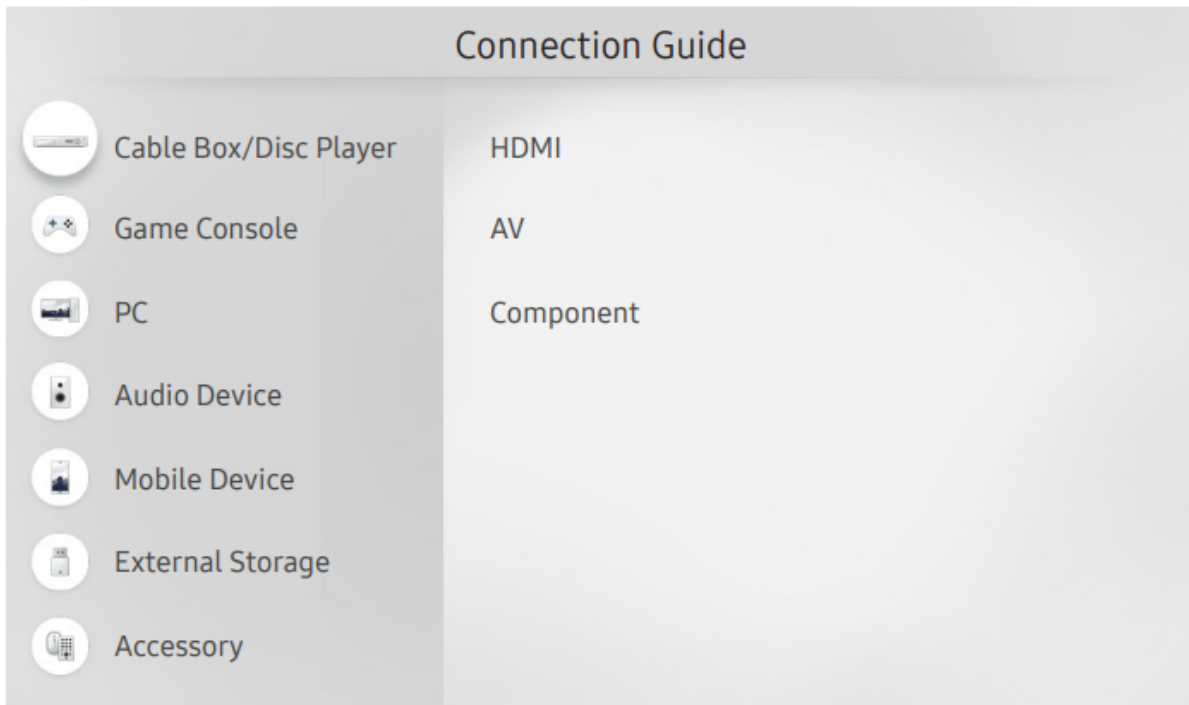 Connection Guide
Cable Box/Disc Player
Game Console
PC
Audio Device
Mobile Device
External Storage
Accessory
HDMI
AV
Component